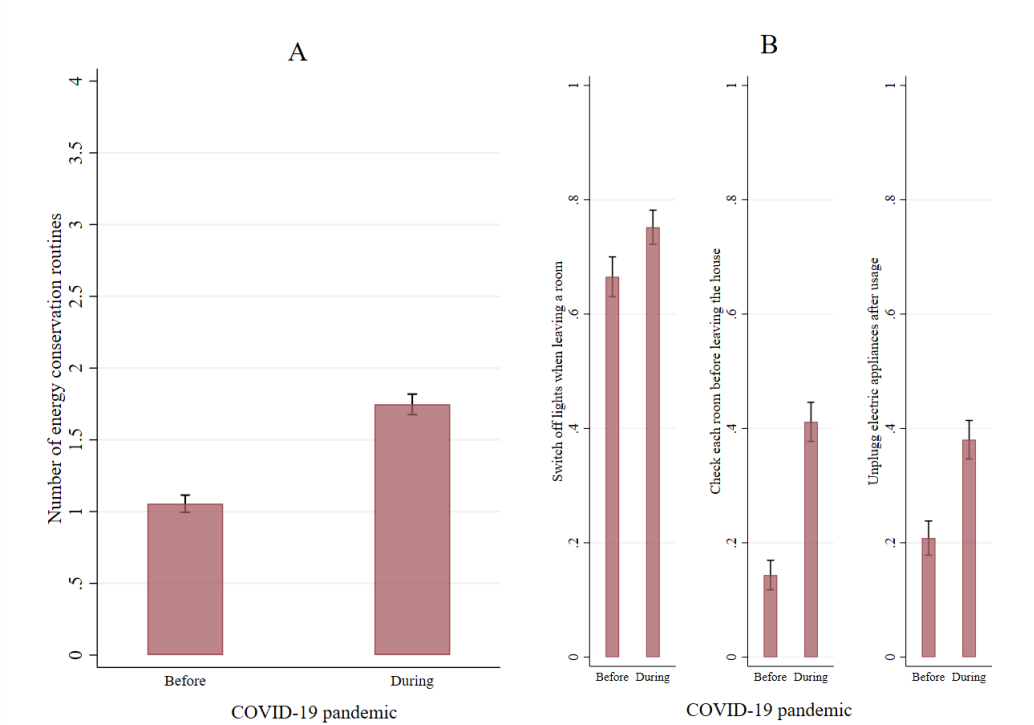 A
Number of energy conservation routines
4
3.5
3
2.5
2
1.5
1
.5
0
Before During
COVID-19 pandemic
B
Switch off lights when leaving a room
1
.8
.6
.4
.2
0
Before During
Check each room before leaving the house
1
.8
.6
.4
.2
0
Before During
Unplugg electric appliances after usage
1
.8
.6
.4
.2
0
Before During
COVID-19 pandemic